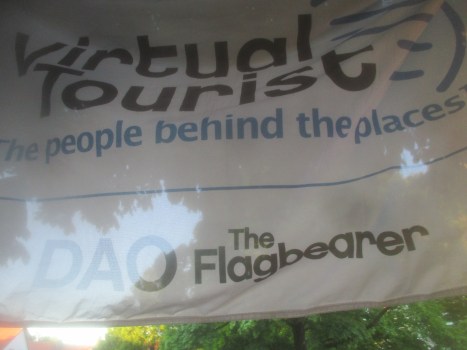 Virtual
Tourist
The people behind the places
DAO The
Flagbearer